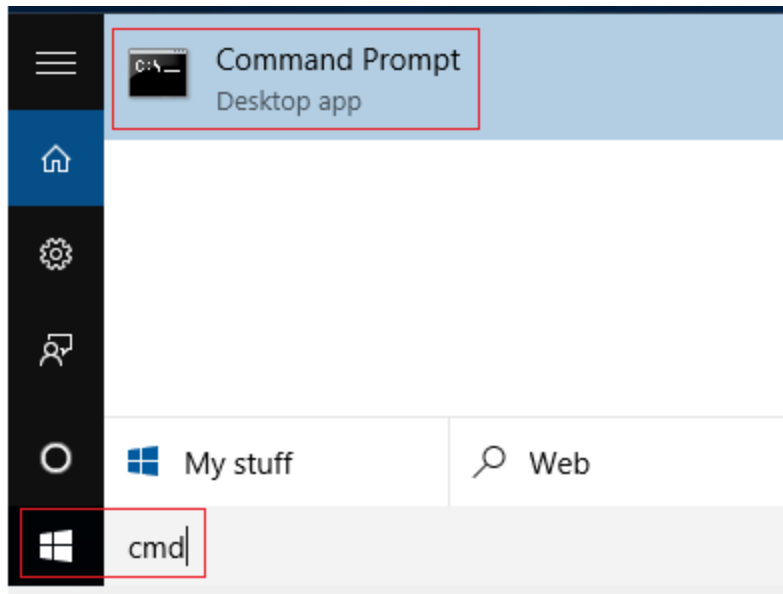 C:\_
Command Prompt
Desktop app
My stuff
Web
cmd